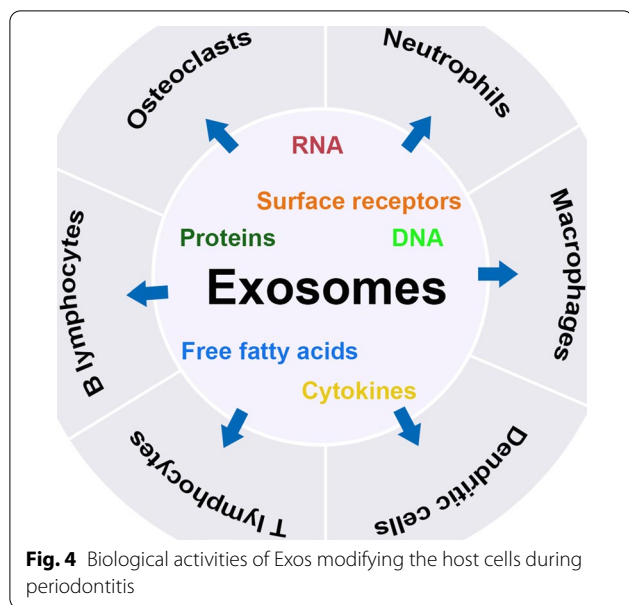 Osteoclasts
Neutrophils
RNA
Surface receptors
Proteins
DNA
Macrophages
B lymphocytes
Exosomes
Free fatty acids
Cytokines
T lymphocytes
Dendritic cells
Fig. 4 Biological activities of Exos modifying the host cells during
periodontitis